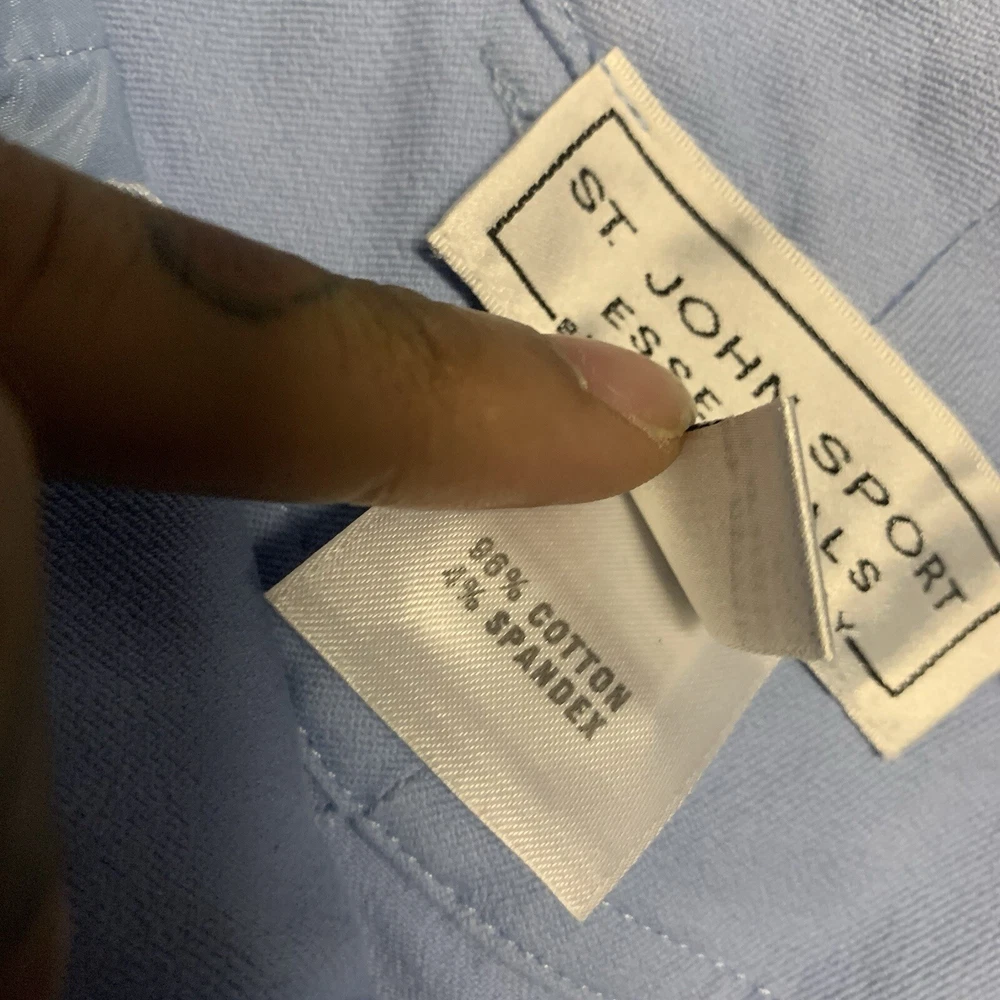 ST. JOHN SPORT
96% COTTON
4% SPANDEX